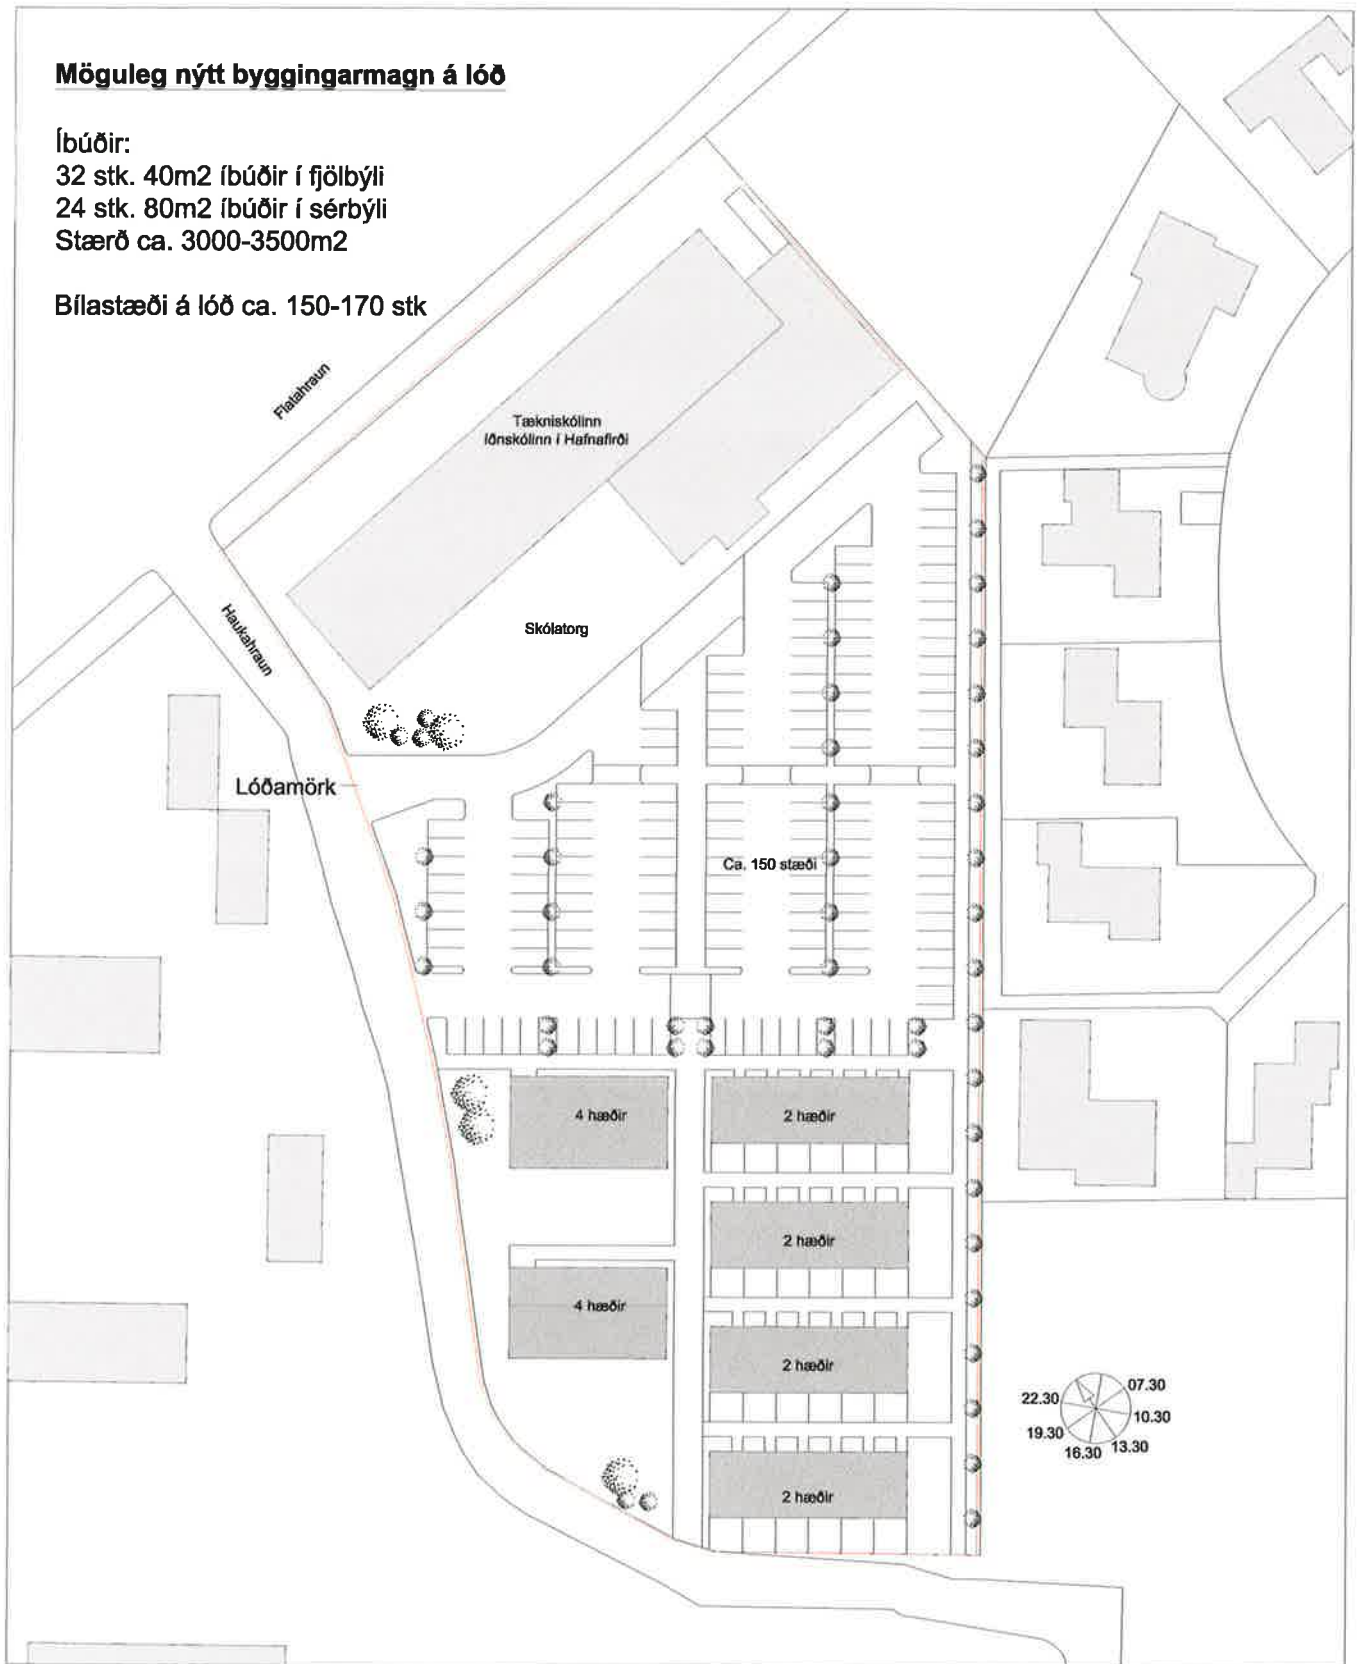 Möguleg nýtt byggingarmagn á lóð
Íbúðir:
32 stk. 40m2 íbúðir í fjölbýli
24 stk. 80m2 íbúðir í sérbýli
Stærð ca. 3000-3500m2
Bílastæði á lóð ca. 150-170 stk
Flatahraun
Tækniskólinn
Iðnskólinn í Hafnafirði
Haukahraun
Skólatorg
Lóðamörk
Ca. 150 stæði
4 hæðir
2 hæðir
2 hæðir
4 hæðir
2 hæðir
2 hæðir
22.30
07.30
10.30
19.30
16.30
13.30